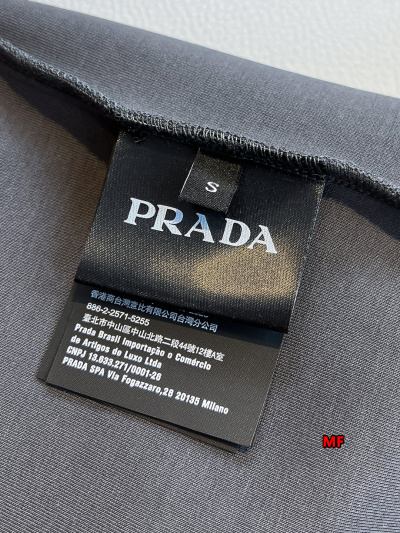 S
PRADA
香港商台灣普拉達有限公司台灣分公司
886-2-2571-5255
臺北市中山區中山北路二段44號12樓A室
Prada Brasil Importação o Comércio
de Artigos de Luxo Ltda
CNPJ 13.633.271/0001-26
PRADA SPA Via Fogazzaro,28 20135 Milano
MF